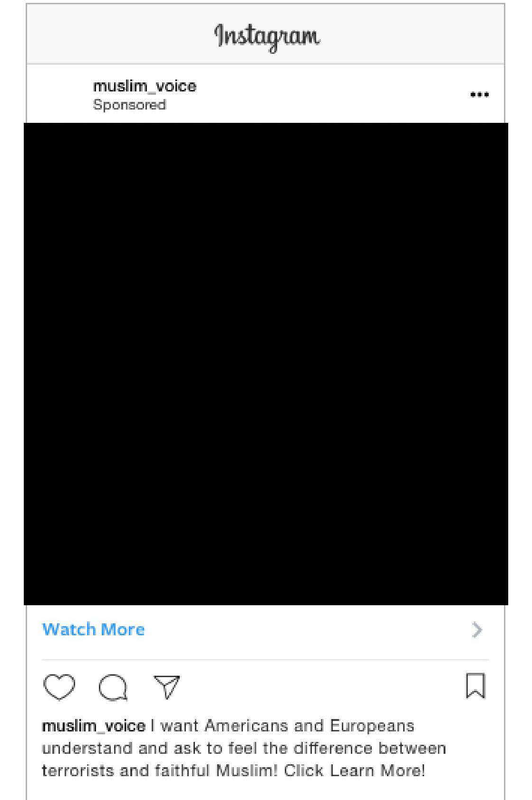 Instagram
muslim_voice
Sponsored
Watch More
muslim_voice I want Americans and Europeans
understand and ask to feel the difference between
terrorists and faithful Muslim! Click Learn More!